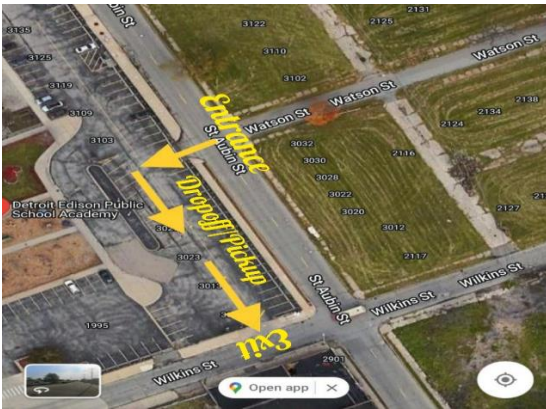 3135
3125
3119
3109
3103
3122
3110
3102
2131
2125
Watson St
Watson St
Watson St
2138
2134
2124
Entrance
St Aubin St
3032
3030
3028
3022
3020
3012
2116
2127
2117
Detroit Edison Public
School Academy
Dropoff/Pickup
3023
1995
St Aubin St
Wilkins St
Wilkins St
Exit
Wilkins St
2901
Open app